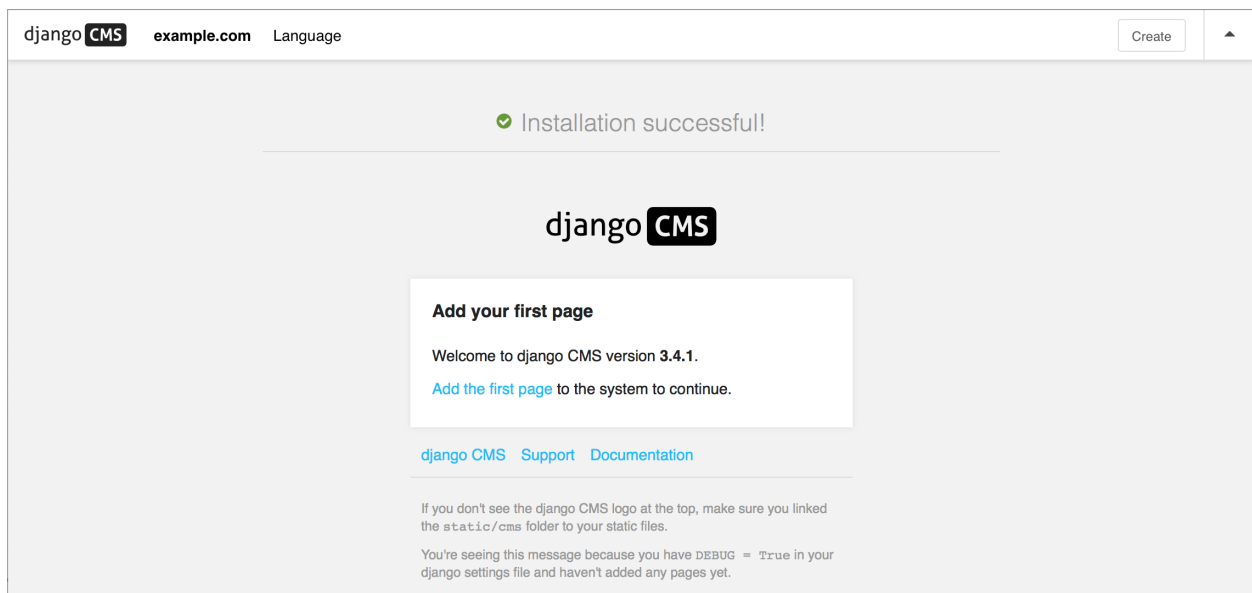 django CMS example.com Language Create
Installation successful!
django CMS
Add your first page
Welcome to django CMS version 3.4.1.
Add the first page to the system to continue.
django CMS Support Documentation
If you don't see the django CMS logo at the top, make sure you linked
the static/cms folder to your static files.
You're seeing this message because you have DEBUG = True in your
django settings file and haven't added any pages yet.